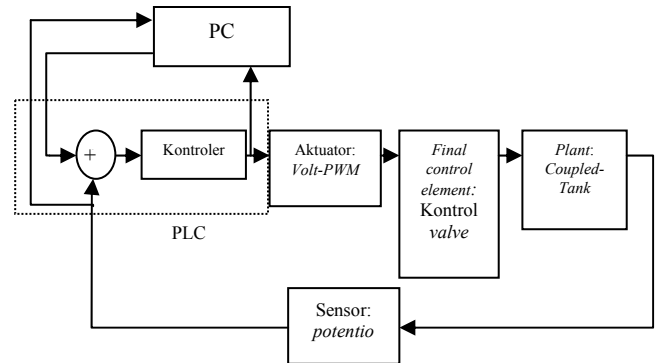 PC
+
Kontroler
PLC
Aktuator:
Volt-PWM
Final
control
element:
Kontrol
valve
Plant:
Coupled-
Tank
Sensor:
potentio